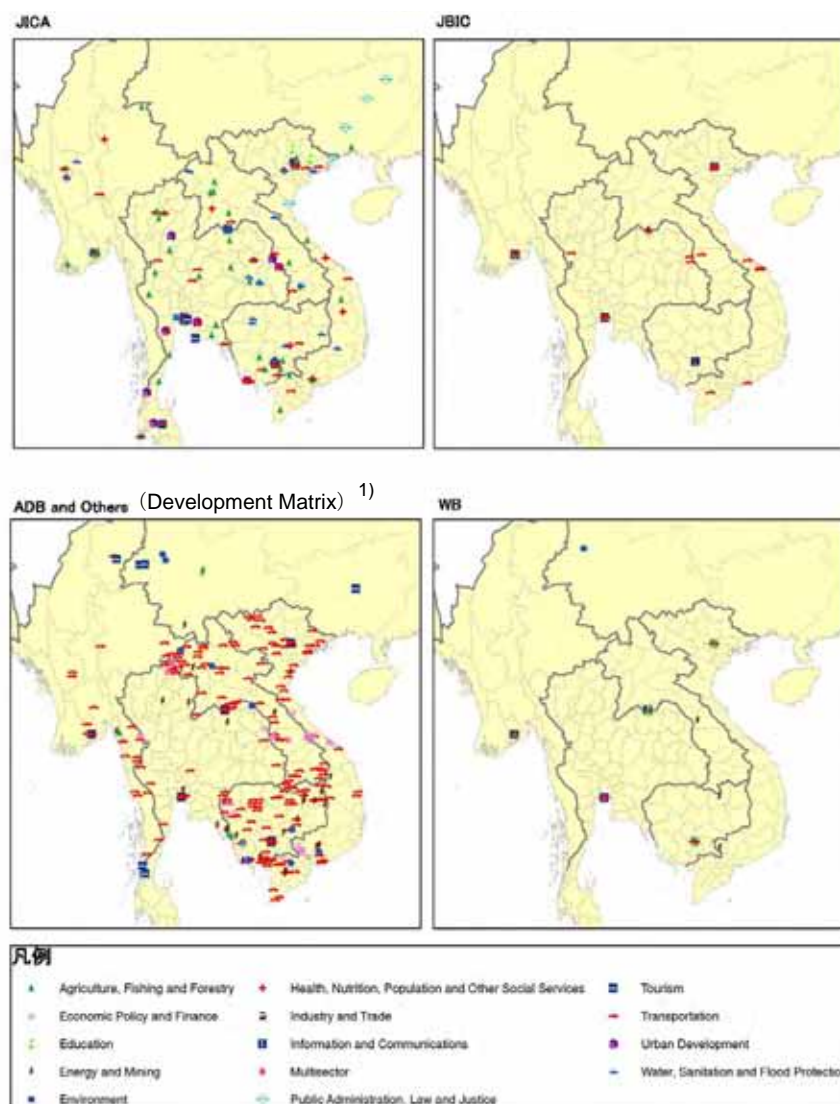 JICA
JBIC
ADB and Others（Development Matrix）1)
WB
凡例
Agriculture, Fishing and Forestry
Health, Nutrition, Population and Other Social Services
Tourism
Economic Policy and Finance
Industry and Trade
Transportation
Education
Information and Communications
Urban Development
Energy and Mining
Multisector
Water, Sanitation and Flood Protection
Environment
Public Administration, Law and Justice